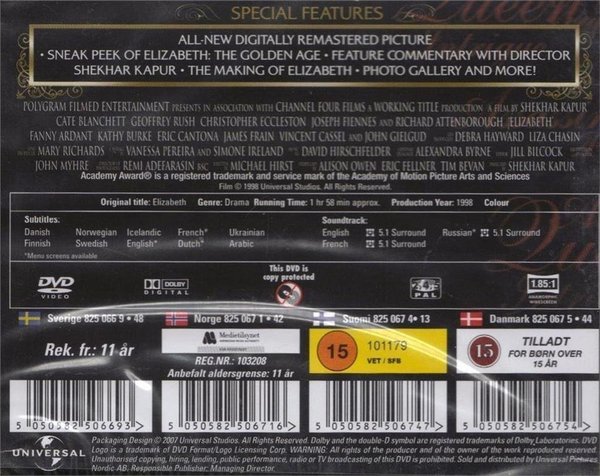 SPECIAL FEATURES
ALL-NEW DIGITALLY REMASTERED PICTURE
• SNEAK PEEK OF ELIZABETH: THE GOLDEN AGE • FEATURE COMMENTARY WITH DIRECTOR
SHEKHAR KAPUR • THE MAKING OF ELIZABETH • PHOTO GALLERY AND MORE!
POLYGRAM FILMED ENTERTAINMENT PRESENTS IN ASSOCIATION WITH CHANNEL FOUR FILMS A WORKING TITLE PRODUCTION A FILM BY SHEKHAR KAPUR
CATE BLANCHETT GEOFFREY RUSH CHRISTOPHER ECCLESTON JOSEPH FIENNES AND RICHARD ATTENBOROUGH ELIZABETH
FANNY ARDANT KATHY BURKE ERIC CANTONA JAMES FRAIN VINCENT CASSEL AND JOHN GIELGUD DEBRA HAYWARD LIZA CHASIN
MARY RICHARDS VANESSA PEREIRA AND SIMONE IRELAND DAVID HIRSCHFELDER ALEXANDRA BYRNE JILL BILCOCK
JOHN MYHRE REMI ADEFARASIN BSC MICHAEL HIRST ALISON OWEN ERIC FELLNER TIM BEVAN SHEKHAR KAPUR
Academy Award® is a registered trademark and service mark of the Academy of Motion Picture Arts and Sciences
Film © 1998 Universal Studios. All Rights Reserved.
Original title: Elizabeth Genre: Drama Running Time: 1 hr 58 min approx. Production Year: 1998 Colour
Subtitles: Soundtrack:
Danish Norwegian Icelandic French* Ukrainian English 5.1 Surround Russian* 5.1 Surround
Finnish Swedish English* Dutch* Arabic French 5.1 Surround
*Menu screens available
This DVD is
copy protected
DVD
VIDEO
DOLBY
DIGITAL
PAL
1.85:1
ANAMORPHIC
WIDESCREEN
Sverige 825 066 9 • 48 Norge 825 067 1 • 42 Suomi 825 067 4• 13 Danmark 825 067 5 • 44
Rek. fr.: 11 år
Medietilsynet
REG.NR.: 103208
Anbefalt aldersgrense: 11 år
15
101179
VET / SFB
15
TILLADT
FOR BØRN OVER
15 ÅR
5 050582 506693 >
5 050582 506716 >
5 050582 506747 >
5 050582 506754 >
UNIVERSAL
Packaging Design © 2007 Universal Studios. All Rights Reserved. Dolby and the double-D symbol are registered trademarks of Dolby Laboratories. DVD
Logo is a trademark of DVD Format/Logo Licensing Corp. WARNING: All rights of the producer and of the owner of the work reproduced reserved.
Unauthorised copying, hiring, lending, public performance, radio or TV broadcasting of this DVD is prohibited. Sold and distributed by Universal Pictures
Nordic AB. Responsible Publisher: Managing Director.